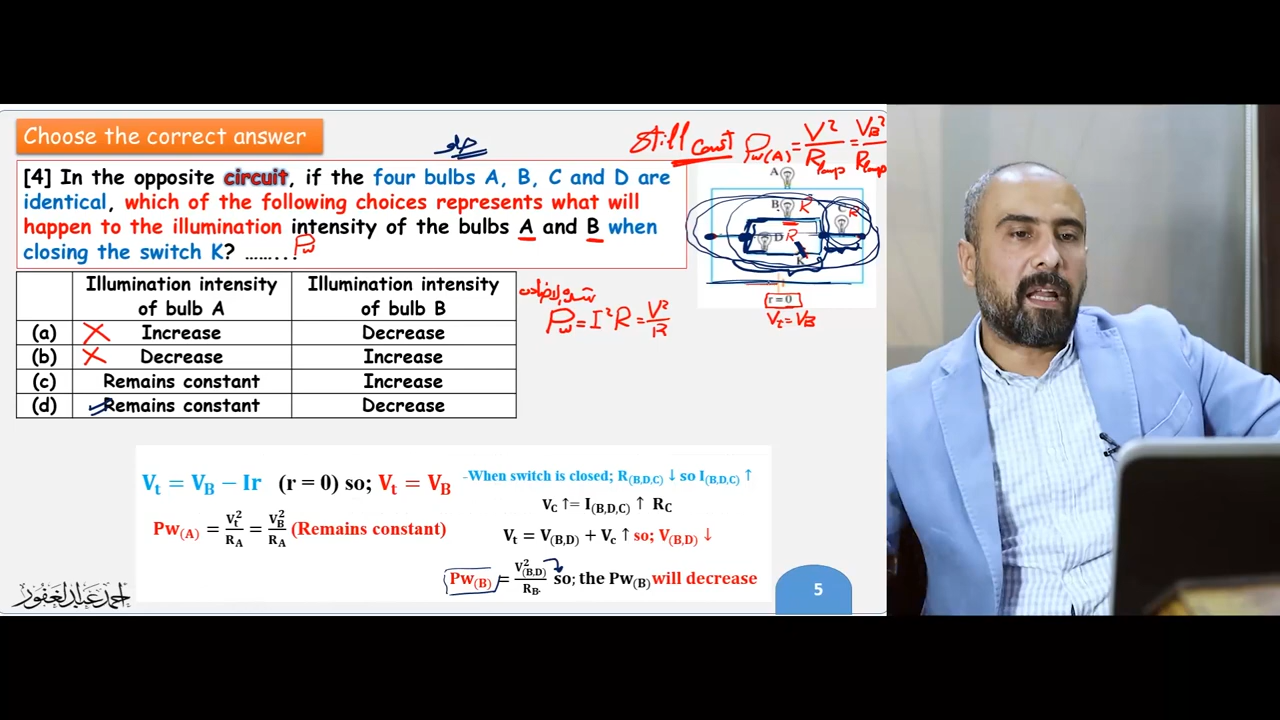 Choose the correct answer
حلو
Still const Pw(A) = V²/R_lamp = V_B²/R_lamp
[4] In the opposite circuit, if the four bulbs A, B, C and D are
identical, which of the following choices represents what will
happen to the illumination intensity of the bulbs A and B when
closing the switch K? ……..?
Pw
A
B R
C R
D R
K
r = 0
Vt = VB
Illumination intensity of bulb A Illumination intensity of bulb B
(a) Increase Decrease
(b) Decrease Increase
(c) Remains constant Increase
(d) Remains constant Decrease
Pw = I²R = V²/R
Vt = VB − Ir (r = 0) so; Vt = VB
Pw(A) = Vt²/RA = VB²/RA (Remains constant)
-When switch is closed; R(B,D,C) ↓ so I(B,D,C) ↑
VC ↑= I(B,D,C) ↑ RC
Vt = V(B,D) + Vc ↑ so; V(B,D) ↓
Pw(B) = V²(B,D)/RB so; the Pw(B) will decrease
احمد عبد الغفور
5